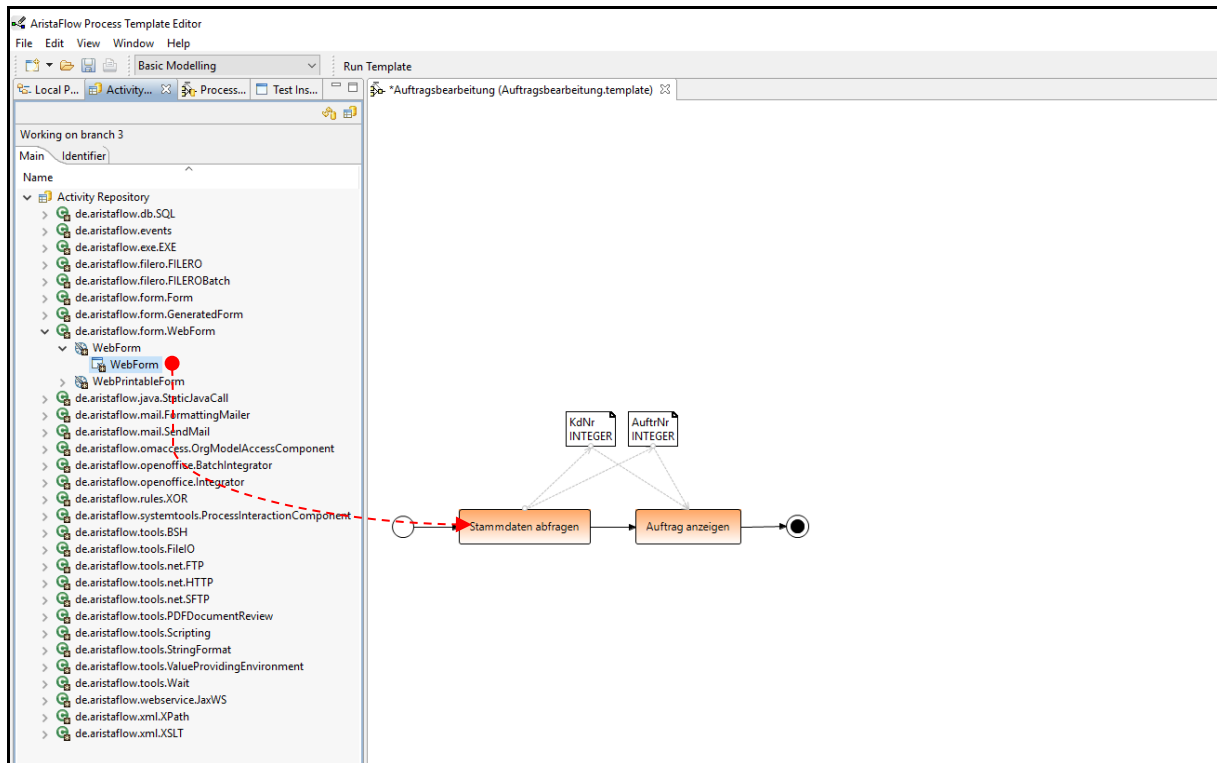 AristaFlow Process Template Editor
File Edit View Window Help
Basic Modelling Run Template
Local P... Activity... Process... Test Ins...
*Auftragsbearbeitung (Auftragsbearbeitung.template)
Working on branch 3
Main Identifier
Name
Activity Repository
de.aristaflow.db.SQL
de.aristaflow.events
de.aristaflow.exe.EXE
de.aristaflow.filero.FILERO
de.aristaflow.filero.FILEROBatch
de.aristaflow.form.Form
de.aristaflow.form.GeneratedForm
de.aristaflow.form.WebForm
WebForm
WebForm
WebPrintableForm
de.aristaflow.java.StaticJavaCall
de.aristaflow.mail.FormattingMailer
de.aristaflow.mail.SendMail
de.aristaflow.omaccess.OrgModelAccessComponent
de.aristaflow.openoffice.BatchIntegrator
de.aristaflow.openoffice.Integrator
de.aristaflow.rules.XOR
de.aristaflow.systemtools.ProcessInteractionComponent
de.aristaflow.tools.BSH
de.aristaflow.tools.FileIO
de.aristaflow.tools.net.FTP
de.aristaflow.tools.net.HTTP
de.aristaflow.tools.net.SFTP
de.aristaflow.tools.PDFDocumentReview
de.aristaflow.tools.Scripting
de.aristaflow.tools.StringFormat
de.aristaflow.tools.ValueProvidingEnvironment
de.aristaflow.tools.Wait
de.aristaflow.webservice.JaxWS
de.aristaflow.xml.XPath
de.aristaflow.xml.XSLT
KdNr
INTEGER
AuftrNr
INTEGER
Stammdaten abfragen
Auftrag anzeigen